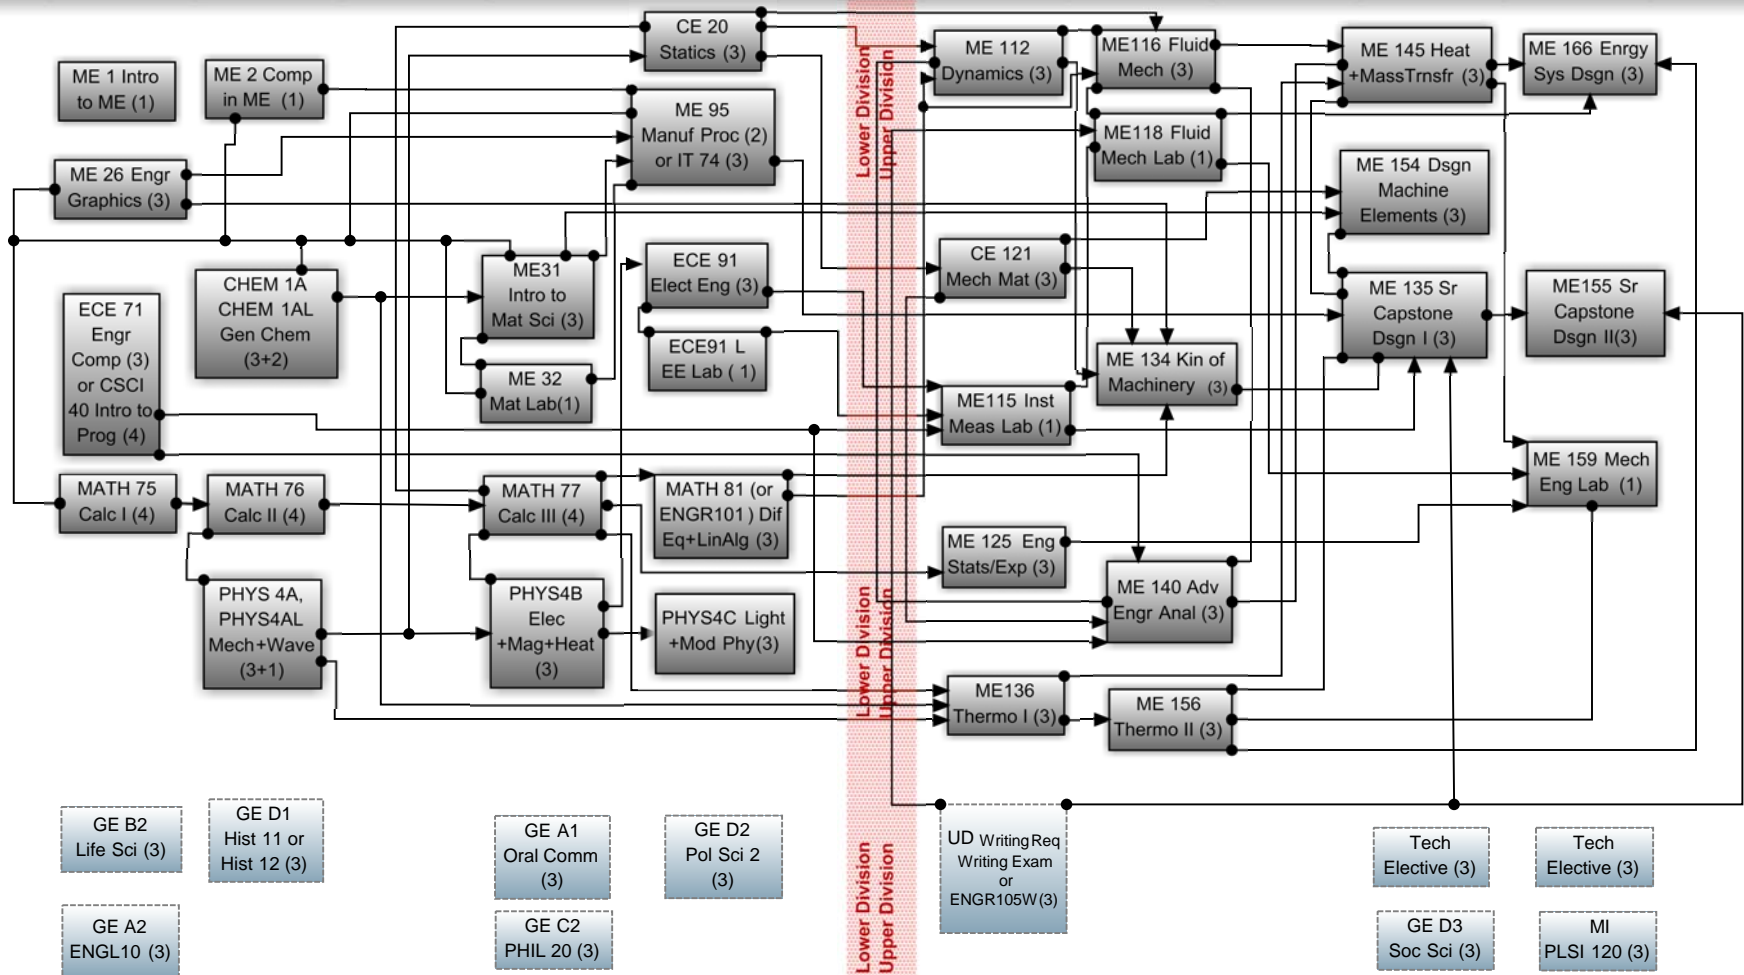 ME 1 Intro
to ME (1)
ME 2 Comp
in ME (1)
ME 26 Engr
Graphics (3)
CHEM 1A
CHEM 1AL
Gen Chem
(3+2)
ECE 71
Engr
Comp (3)
or CSCI
40 Intro to
Prog (4)
MATH 75
Calc I (4)
MATH 76
Calc II (4)
PHYS 4A,
PHYS4AL
Mech+Wave
(3+1)
GE B2
Life Sci (3)
GE D1
Hist 11 or
Hist 12 (3)
GE A2
ENGL10 (3)
CE 20
Statics (3)
ME 95
Manuf Proc (2)
or IT 74 (3)
ME31
Intro to
Mat Sci (3)
ME 32
Mat Lab(1)
ECE 91
Elect Eng (3)
ECE91 L
EE Lab ( 1)
MATH 77
Calc III (4)
MATH 81 (or
ENGR101 ) Dif
Eq+LinAlg (3)
PHYS4B
Elec
+Mag+Heat
(3)
PHYS4C Light
+Mod Phy(3)
GE A1
Oral Comm
(3)
GE D2
Pol Sci 2
(3)
GE C2
PHIL 20 (3)
Lower Division
Upper Division
Lower Division
Upper Division
Lower Division
Upper Division
ME 112
Dynamics (3)
ME116 Fluid
Mech (3)
ME118 Fluid
Mech Lab (1)
CE 121
Mech Mat (3)
ME 134 Kin of
Machinery (3)
ME115 Inst
Meas Lab (1)
ME 125 Eng
Stats/Exp (3)
ME 140 Adv
Engr Anal (3)
ME136
Thermo I (3)
ME 156
Thermo II (3)
UD Writing Req
Writing Exam
or
ENGR105W(3)
ME 145 Heat
+MassTrnsfr (3)
ME 166 Enrgy
Sys Dsgn (3)
ME 154 Dsgn
Machine
Elements (3)
ME 135 Sr
Capstone
Dsgn I (3)
ME155 Sr
Capstone
Dsgn II(3)
ME 159 Mech
Eng Lab (1)
Tech
Elective (3)
Tech
Elective (3)
GE D3
Soc Sci (3)
MI
PLSI 120 (3)